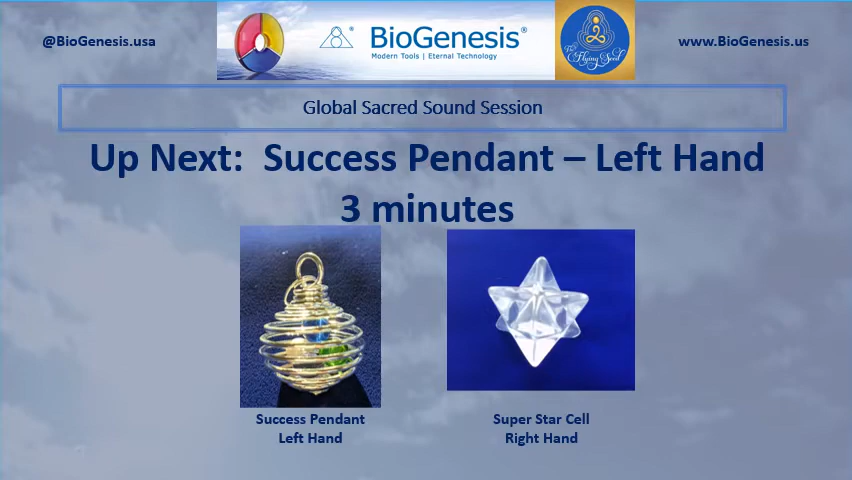 @BioGenesis.usa
BioGenesis®
Modern Tools | Eternal Technology
The
Flying Seed
www.BioGenesis.us
Global Sacred Sound Session
Up Next: Success Pendant – Left Hand
3 minutes
Success Pendant
Left Hand
Super Star Cell
Right Hand